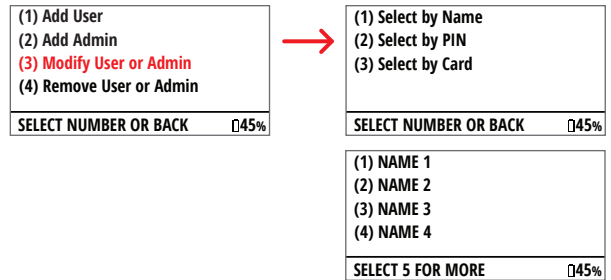 (1) Add User
(2) Add Admin
(3) Modify User or Admin
(4) Remove User or Admin
SELECT NUMBER OR BACK 45%
(1) Select by Name
(2) Select by PIN
(3) Select by Card
SELECT NUMBER OR BACK 45%
(1) NAME 1
(2) NAME 2
(3) NAME 3
(4) NAME 4
SELECT 5 FOR MORE 45%